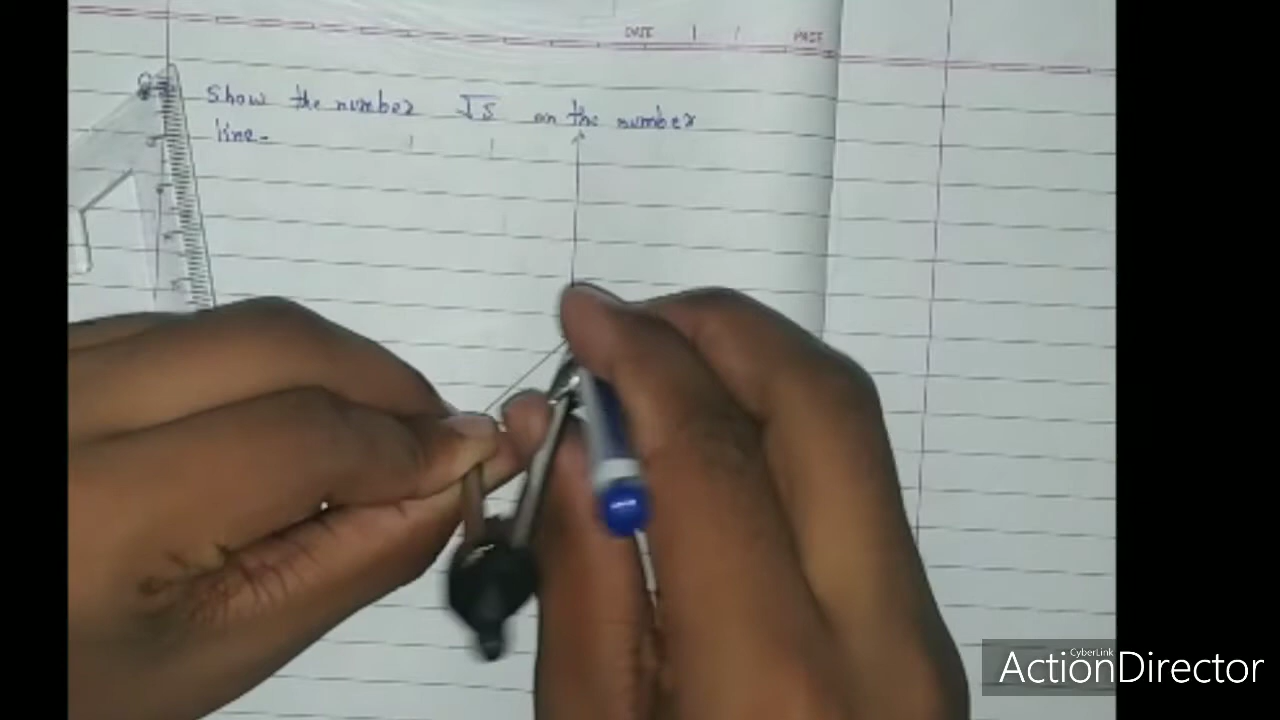 DATE / / PAGE
Show the number √5 on the number
line.
CyberLink
ActionDirector